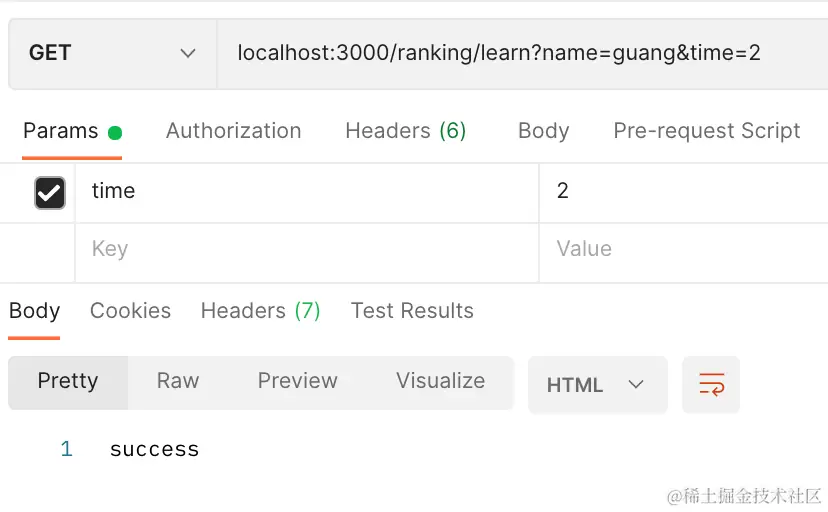 GET localhost:3000/ranking/learn?name=guang&time=2
Params Authorization Headers (6) Body Pre-request Script
time 2
Key Value
Body Cookies Headers (7) Test Results
Pretty Raw Preview Visualize HTML
1 success
@稀土掘金技术社区